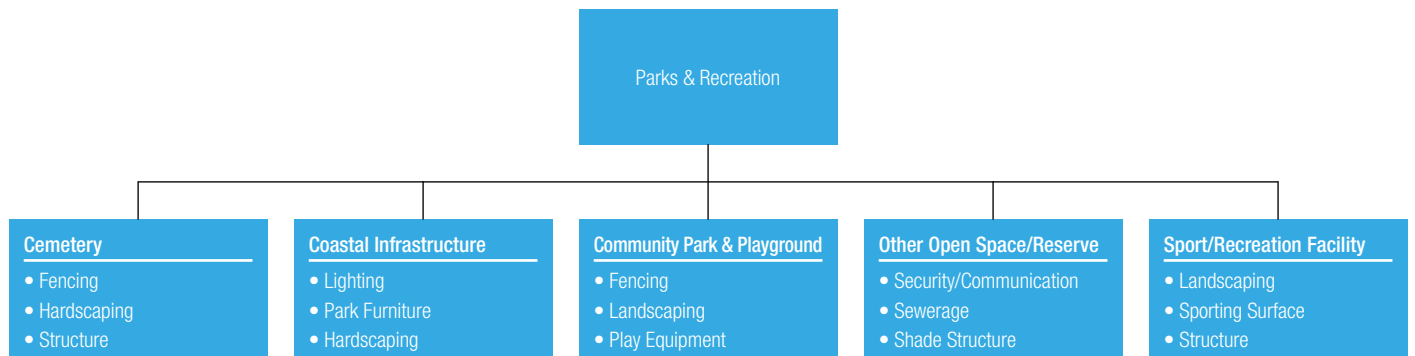 Parks & Recreation
Cemetery
• Fencing
• Hardscaping
• Structure
Coastal Infrastructure
• Lighting
• Park Furniture
• Hardscaping
Community Park & Playground
• Fencing
• Landscaping
• Play Equipment
Other Open Space/Reserve
• Security/Communication
• Sewerage
• Shade Structure
Sport/Recreation Facility
• Landscaping
• Sporting Surface
• Structure